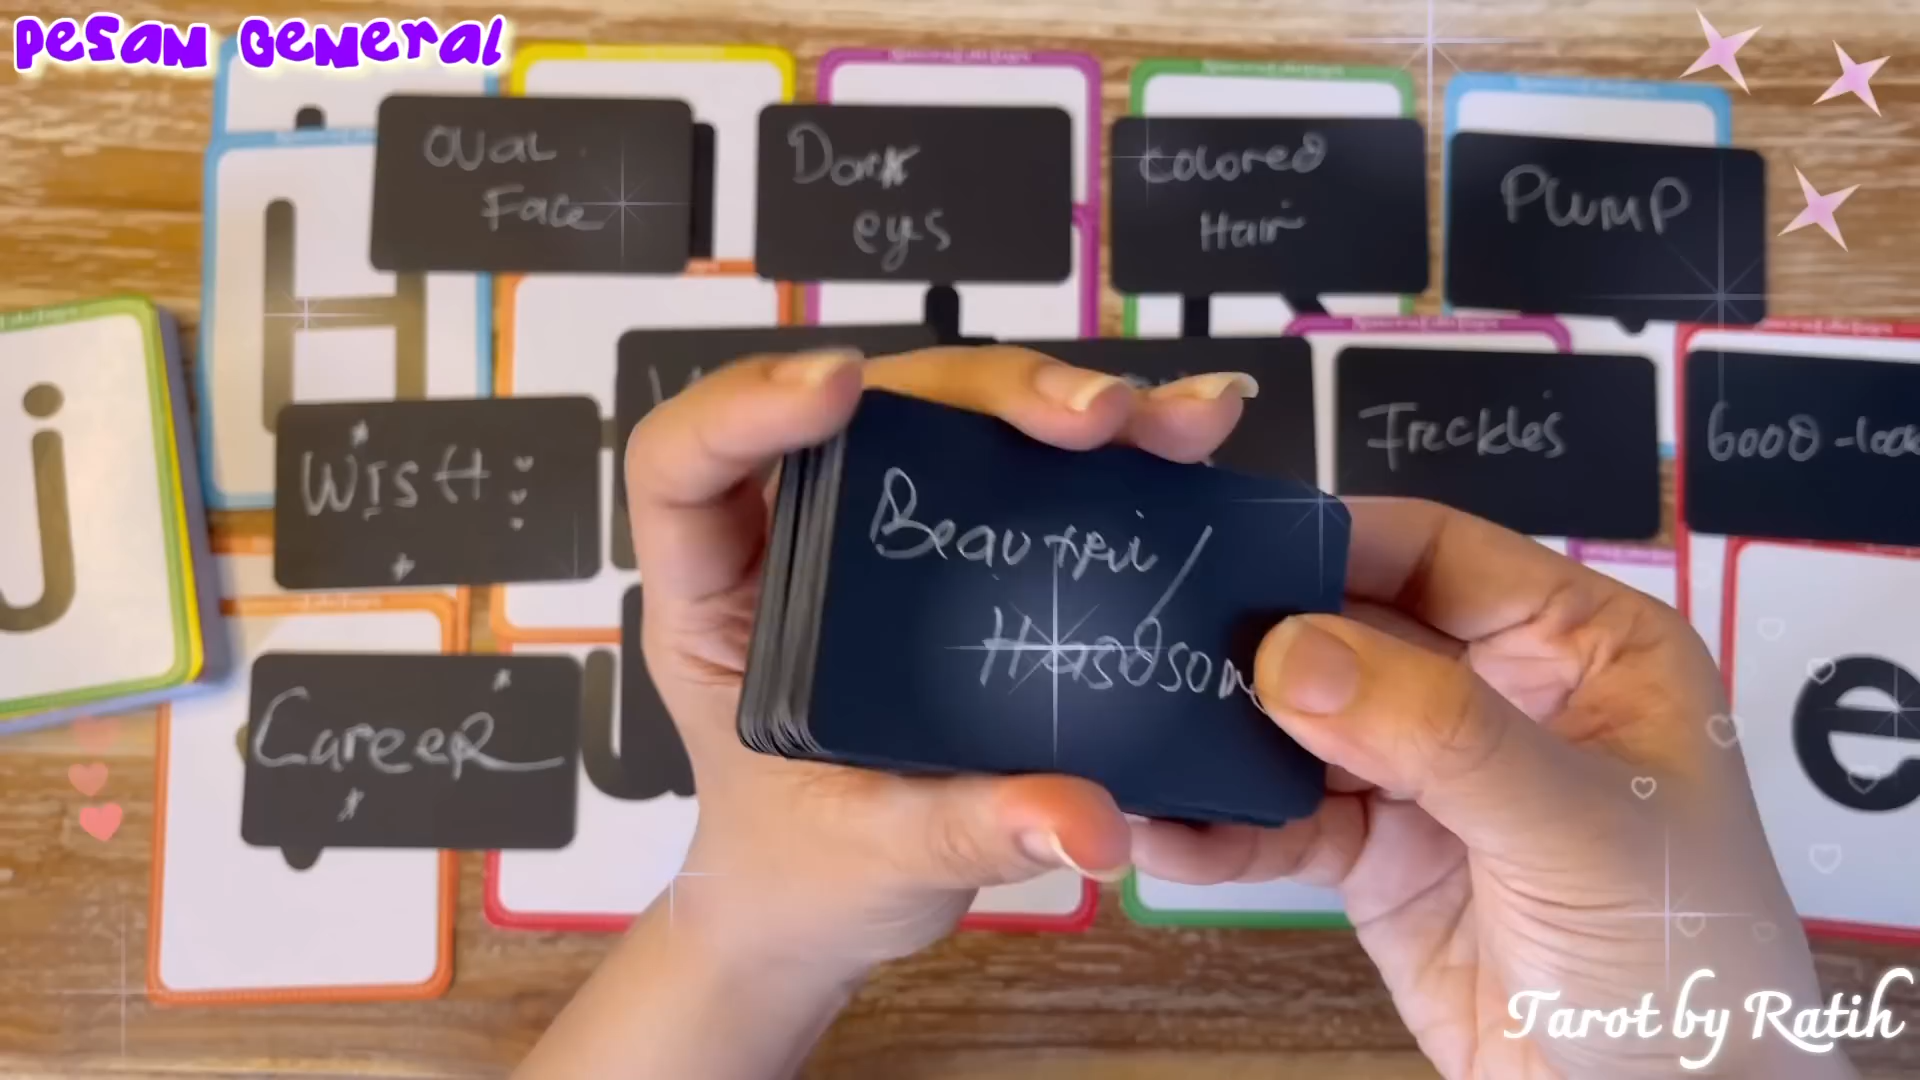 Pesan General
Oval
Face
Dark
eyes
Colored
Hair
Plump
H
Wish
Freckles
Good-look
j
Beautiful/
Handsome
Career
e
Tarot by Ratih